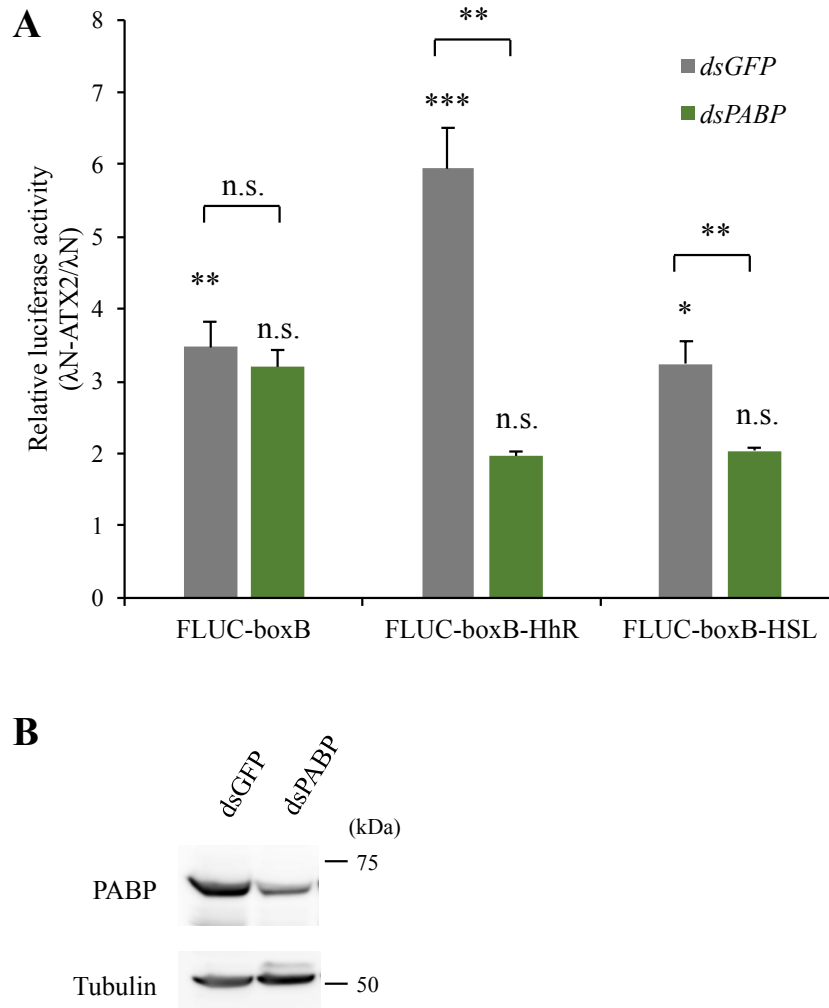 A
8
7
6
5
4
3
2
1
0
Relative luciferase activity
(λN-ATX2/λN)
dsGFP
dsPABP
n.s.
**
n.s.
**
***
n.s.
**
*
n.s.
FLUC-boxB
FLUC-boxB-HhR
FLUC-boxB-HSL
B
dsGFP
dsPABP
(kDa)
PABP
75
Tubulin
50